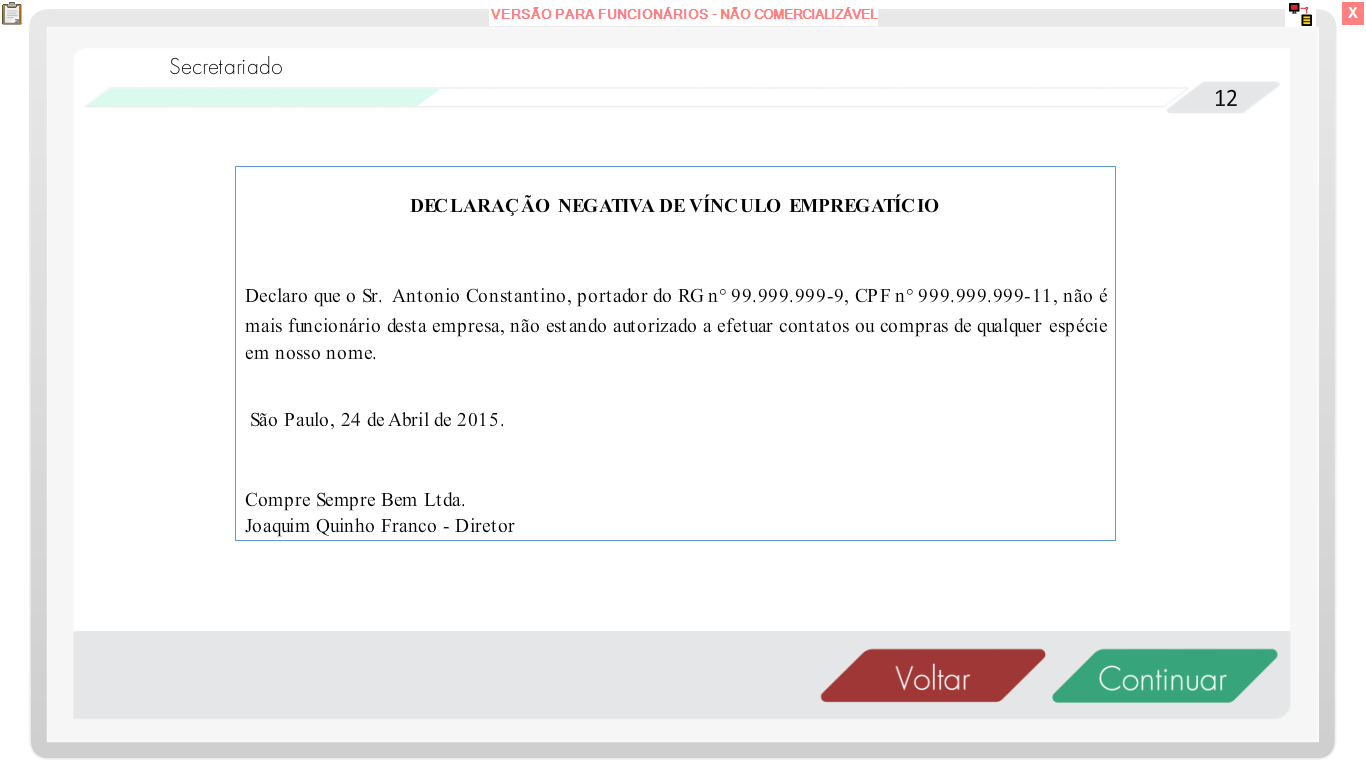 VERSÃO PARA FUNCIONÁRIOS - NÃO COMERCIALIZÁVEL
X
Secretariado
12
DECLARAÇÃO NEGATIVA DE VÍNCULO EMPREGATÍCIO
Declaro que o Sr. Antonio Constantino, portador do RG n° 99.999.999-9, CPF n° 999.999.999-11, não é
mais funcionário desta empresa, não estando autorizado a efetuar contatos ou compras de qualquer espécie
em nosso nome.
São Paulo, 24 de Abril de 2015.
Compre Sempre Bem Ltda.
Joaquim Quinho Franco - Diretor
Voltar
Continuar